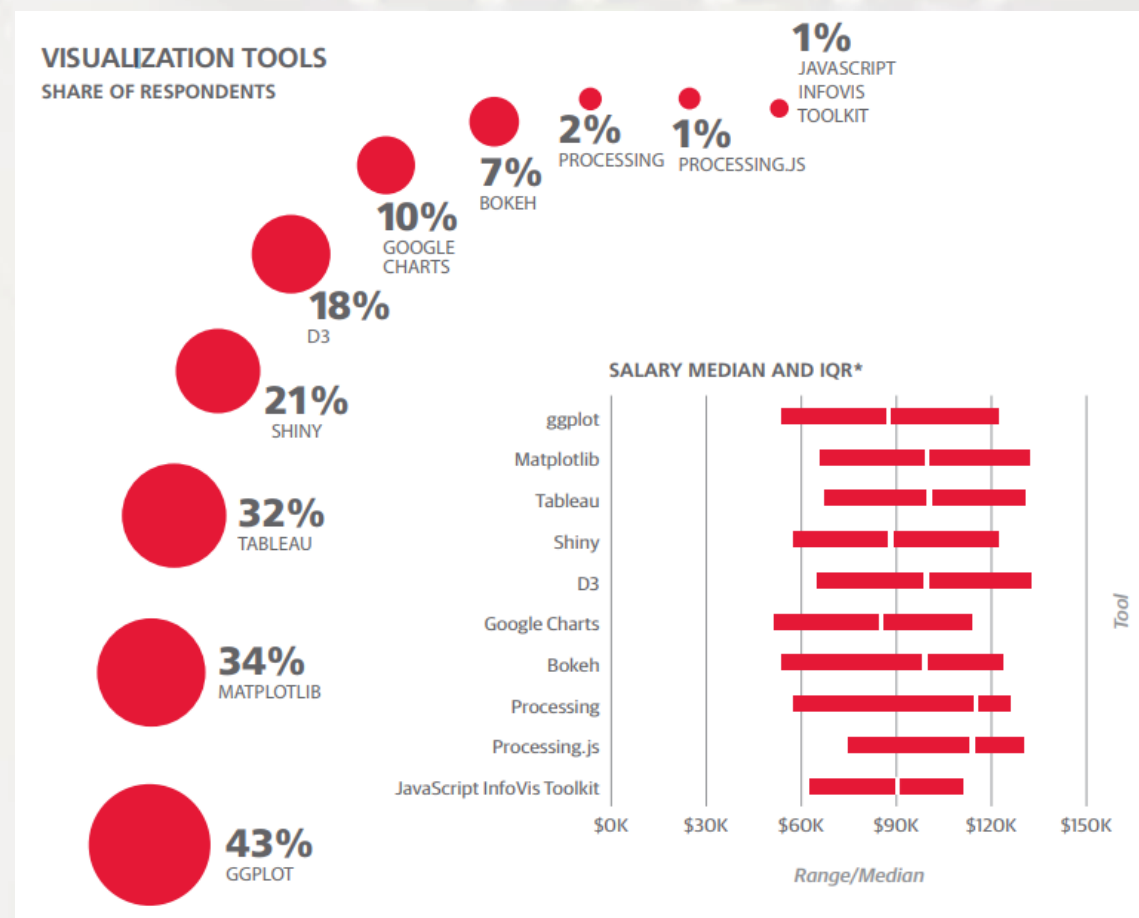 VISUALIZATION TOOLS
SHARE OF RESPONDENTS
1%
JAVASCRIPT
INFOVIS
TOOLKIT
1%
PROCESSING.JS
2%
PROCESSING
7%
BOKEH
10%
GOOGLE
CHARTS
18%
D3
21%
SHINY
32%
TABLEAU
34%
MATPLOTLIB
43%
GGPLOT
SALARY MEDIAN AND IQR*
ggplot
Matplotlib
Tableau
Shiny
D3
Google Charts
Bokeh
Processing
Processing.js
JavaScript InfoVis Toolkit
$0K $30K $60K $90K $120K $150K
Range/Median
Tool